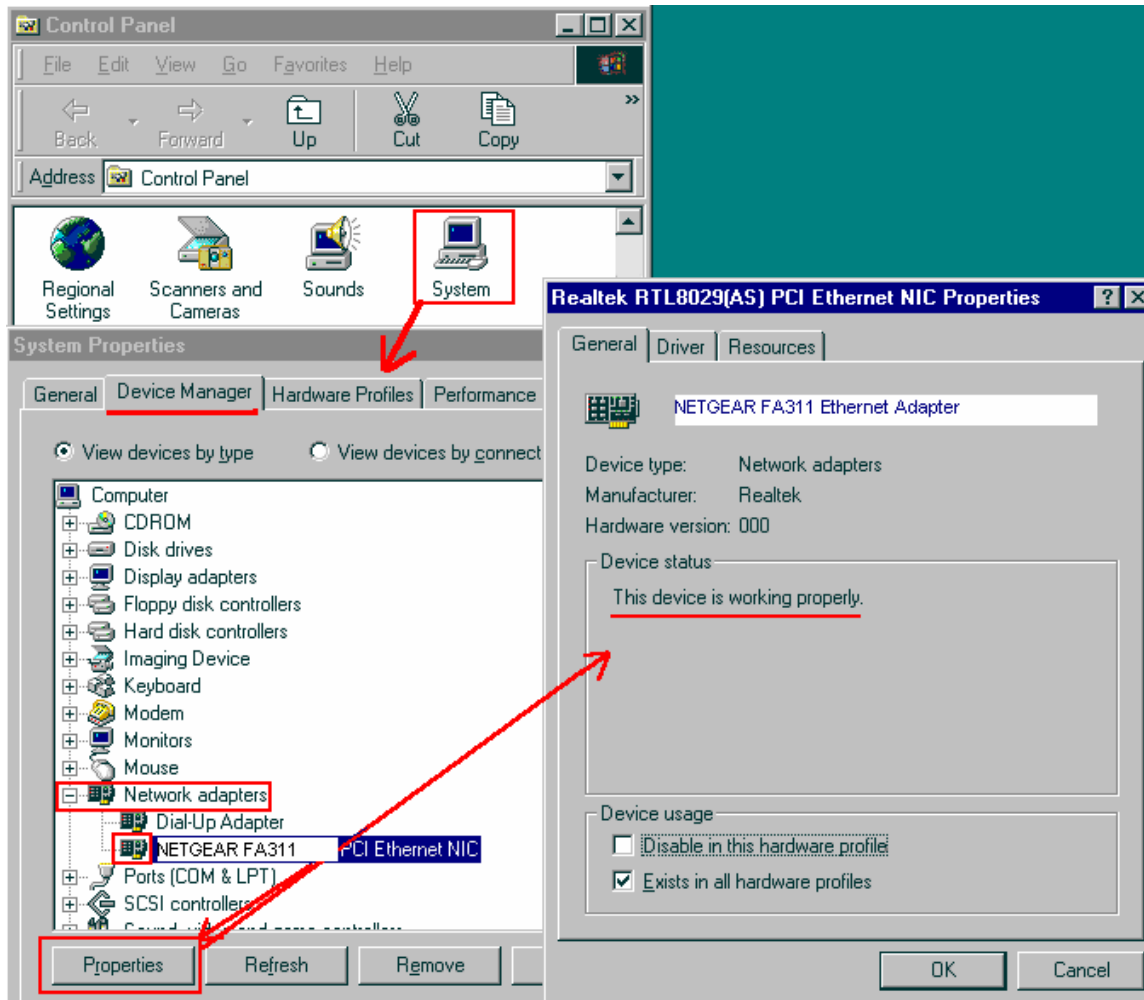 Control Panel
File Edit View Go Favorites Help
Back Forward Up Cut Copy »
Address Control Panel
Regional Settings
Scanners and Cameras
Sounds
System
System Properties
General Device Manager Hardware Profiles Performance
View devices by type View devices by connect
Computer
CDROM
Disk drives
Display adapters
Floppy disk controllers
Hard disk controllers
Imaging Device
Keyboard
Modem
Monitors
Mouse
Network adapters
Dial-Up Adapter
NETGEAR FA311 PCI Ethernet NIC
Ports (COM & LPT)
SCSI controllers
Sound, video and game controllers
Properties Refresh Remove
Realtek RTL8029(AS) PCI Ethernet NIC Properties
General Driver Resources
NETGEAR FA311 Ethernet Adapter
Device type: Network adapters
Manufacturer: Realtek
Hardware version: 000
Device status
This device is working properly.
Device usage
Disable in this hardware profile
Exists in all hardware profiles
OK Cancel